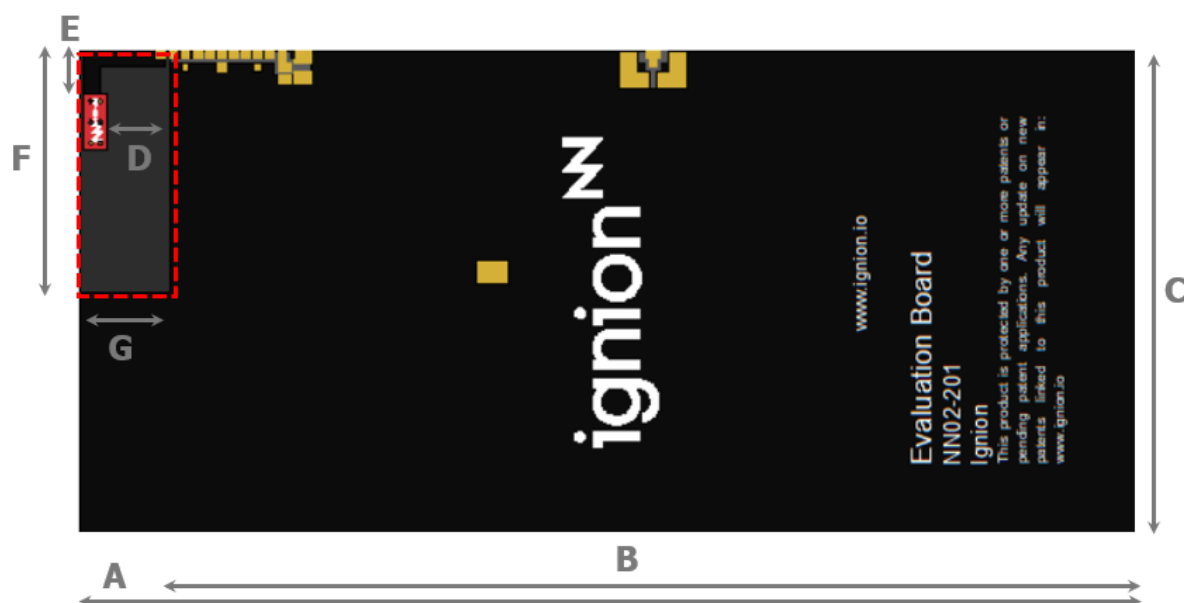 E
F
D
G
A
B
C
ignion
www.ignion.io
Evaluation Board
NN02-201
Ignion
This product is protected by one or more patents or
pending patent applications. Any update on new
patents linked to this product will appear in:
www.ignion.io